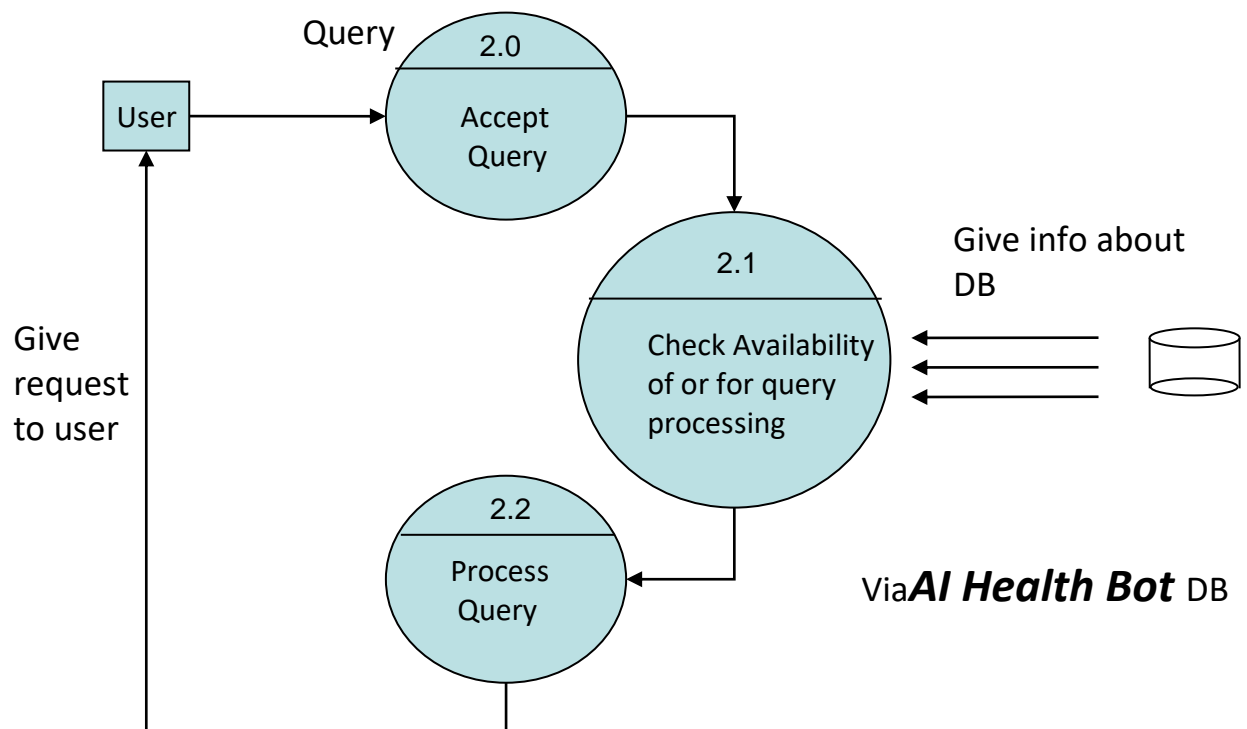 Query
2.0
User
Accept
Query
2.1
Give info about
DB
Check Availability
of or for query
processing
Give
request
to user
2.2
Process
Query
ViaAI Health Bot DB